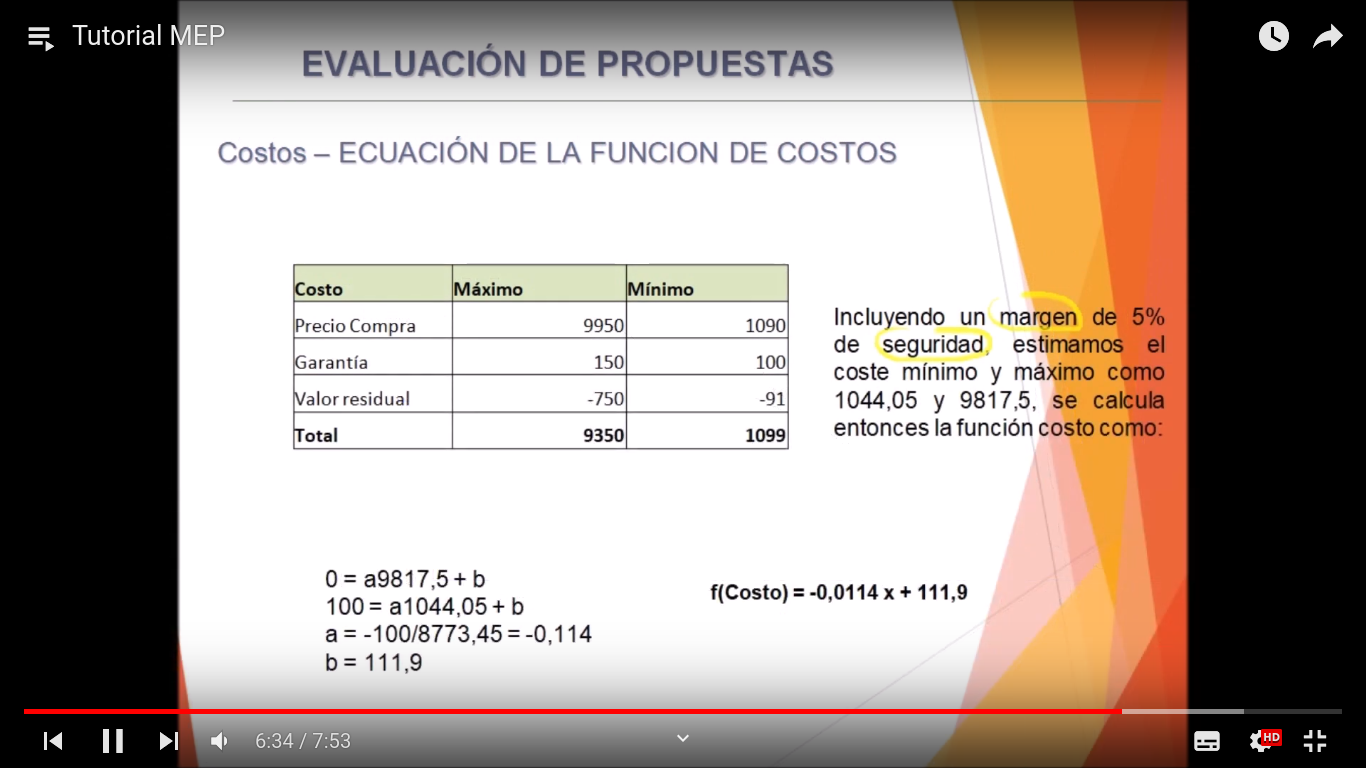 Tutorial MEP
EVALUACIÓN DE PROPUESTAS
Costos – ECUACIÓN DE LA FUNCION DE COSTOS
Costo Máximo Mínimo
Precio Compra 9950 1090
Garantía 150 100
Valor residual -750 -91
Total 9350 1099
Incluyendo un margen de 5%
de seguridad, estimamos el
coste mínimo y máximo como
1044,05 y 9817,5, se calcula
entonces la función costo como:
0 = a9817,5 + b
100 = a1044,05 + b
a = -100/8773,45 = -0,114
b = 111,9
f(Costo) = -0,0114 x + 111,9
6:34 / 7:53
HD